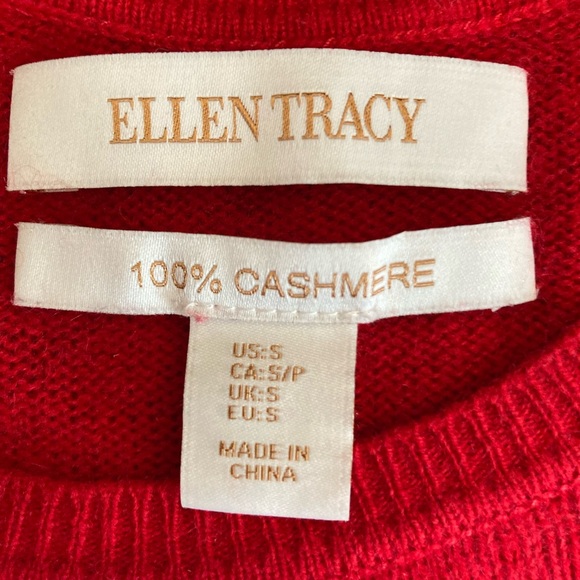 ELLEN TRACY
100% CASHMERE
US:S
CA:S/P
UK:S
EU:S
MADE IN
CHINA